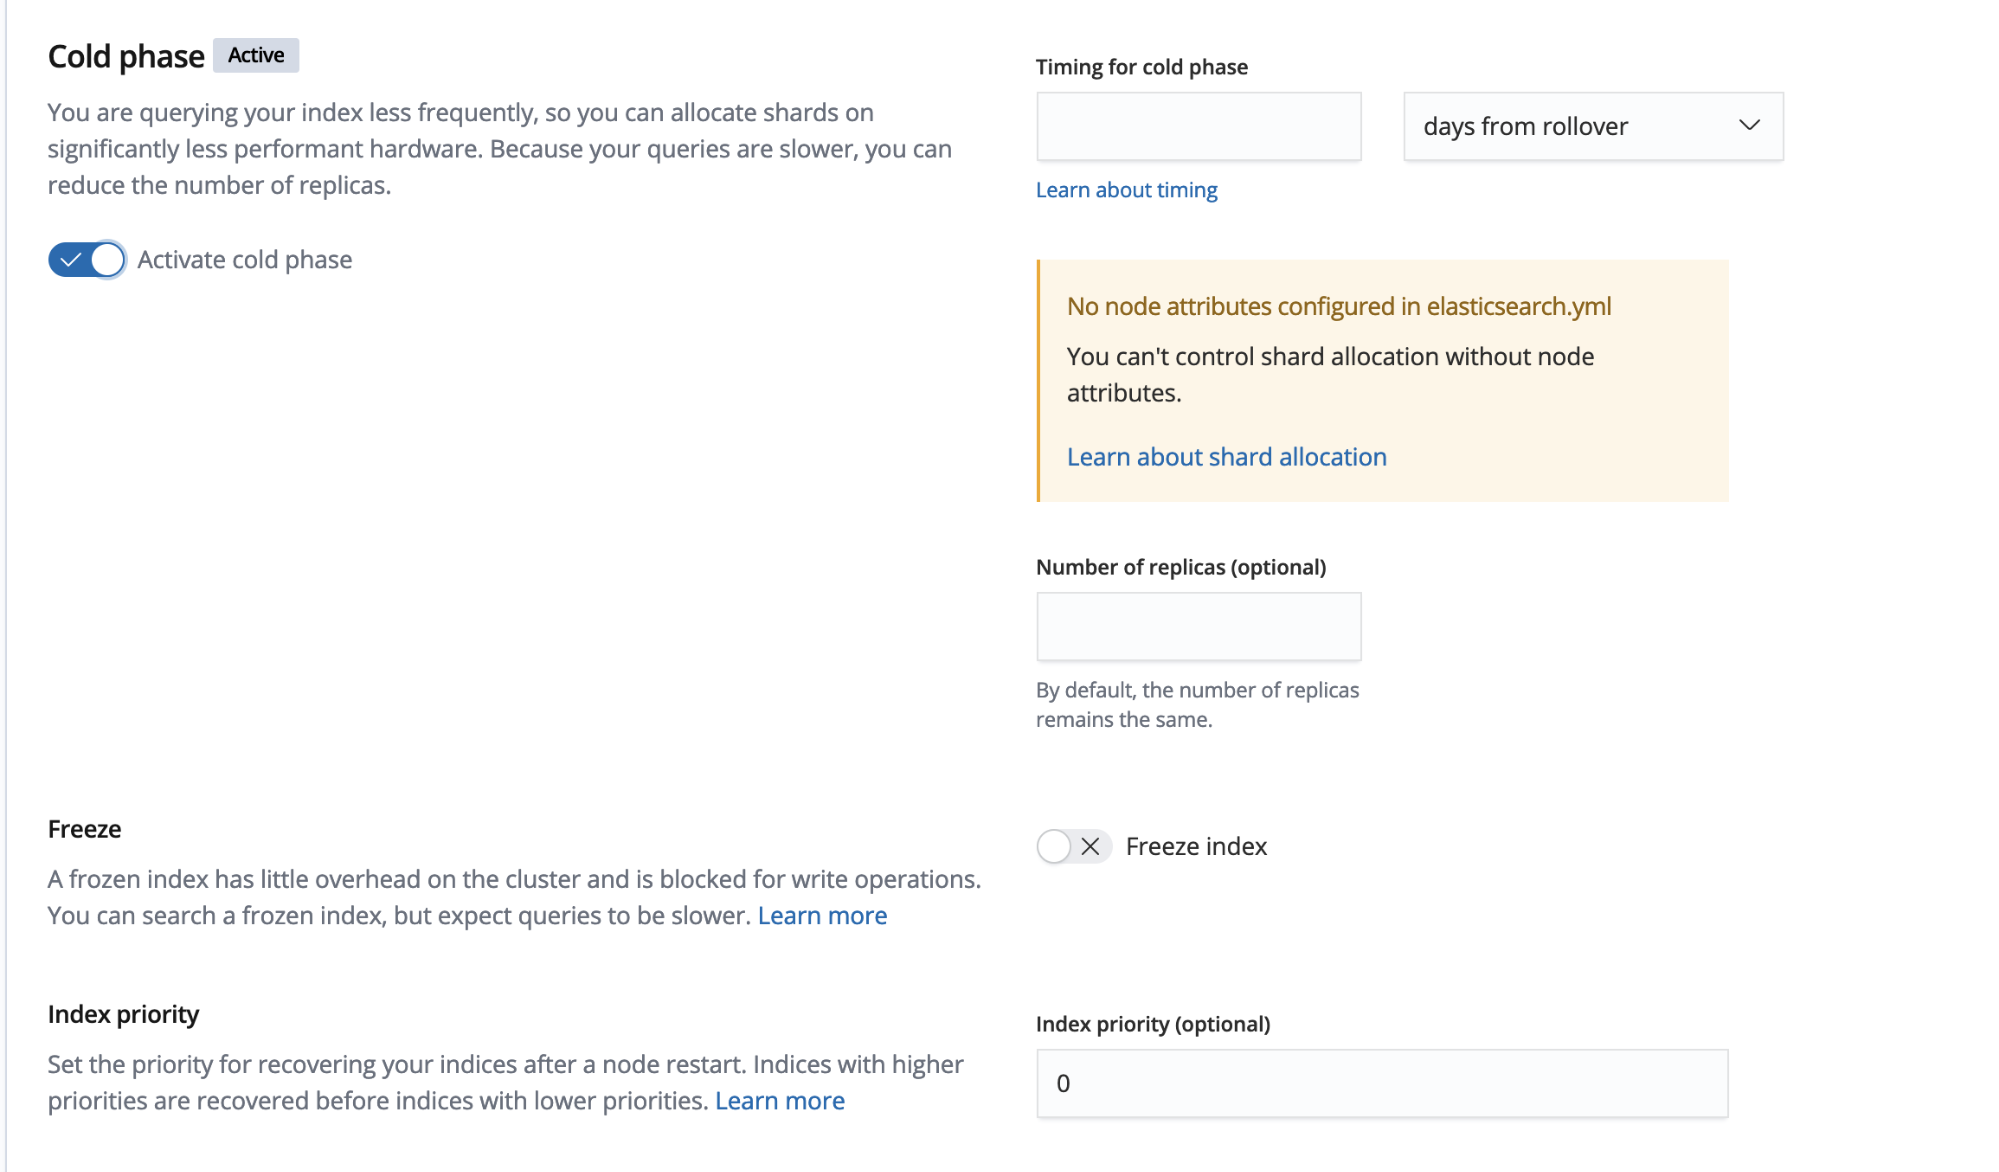 Cold phase Active
You are querying your index less frequently, so you can allocate shards on
significantly less performant hardware. Because your queries are slower, you can
reduce the number of replicas.
Activate cold phase
Timing for cold phase
days from rollover
Learn about timing
No node attributes configured in elasticsearch.yml
You can't control shard allocation without node
attributes.
Learn about shard allocation
Number of replicas (optional)
By default, the number of replicas
remains the same.
Freeze
A frozen index has little overhead on the cluster and is blocked for write operations.
You can search a frozen index, but expect queries to be slower. Learn more
Freeze index
Index priority
Set the priority for recovering your indices after a node restart. Indices with higher
priorities are recovered before indices with lower priorities. Learn more
Index priority (optional)
0